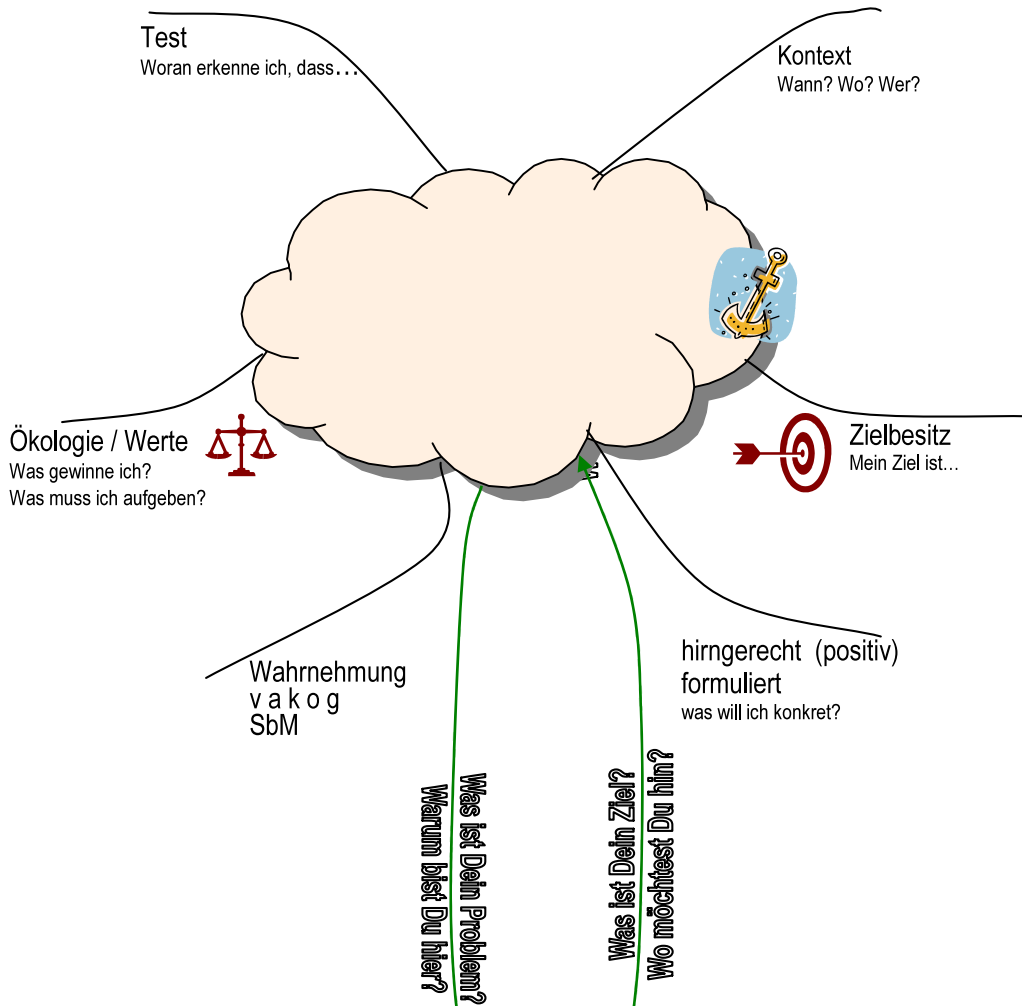 Test
Woran erkenne ich, dass…
Kontext
Wann? Wo? Wer?
Ökologie / Werte
Was gewinne ich?
Was muss ich aufgeben?
Zielbesitz
Mein Ziel ist…
Wahrnehmung
v a k o g
SbM
hirngerecht (positiv)
formuliert
was will ich konkret?
Was ist Dein Problem?
Warum bist Du hier?
Was ist Dein Ziel?
Wo möchtest Du hin?